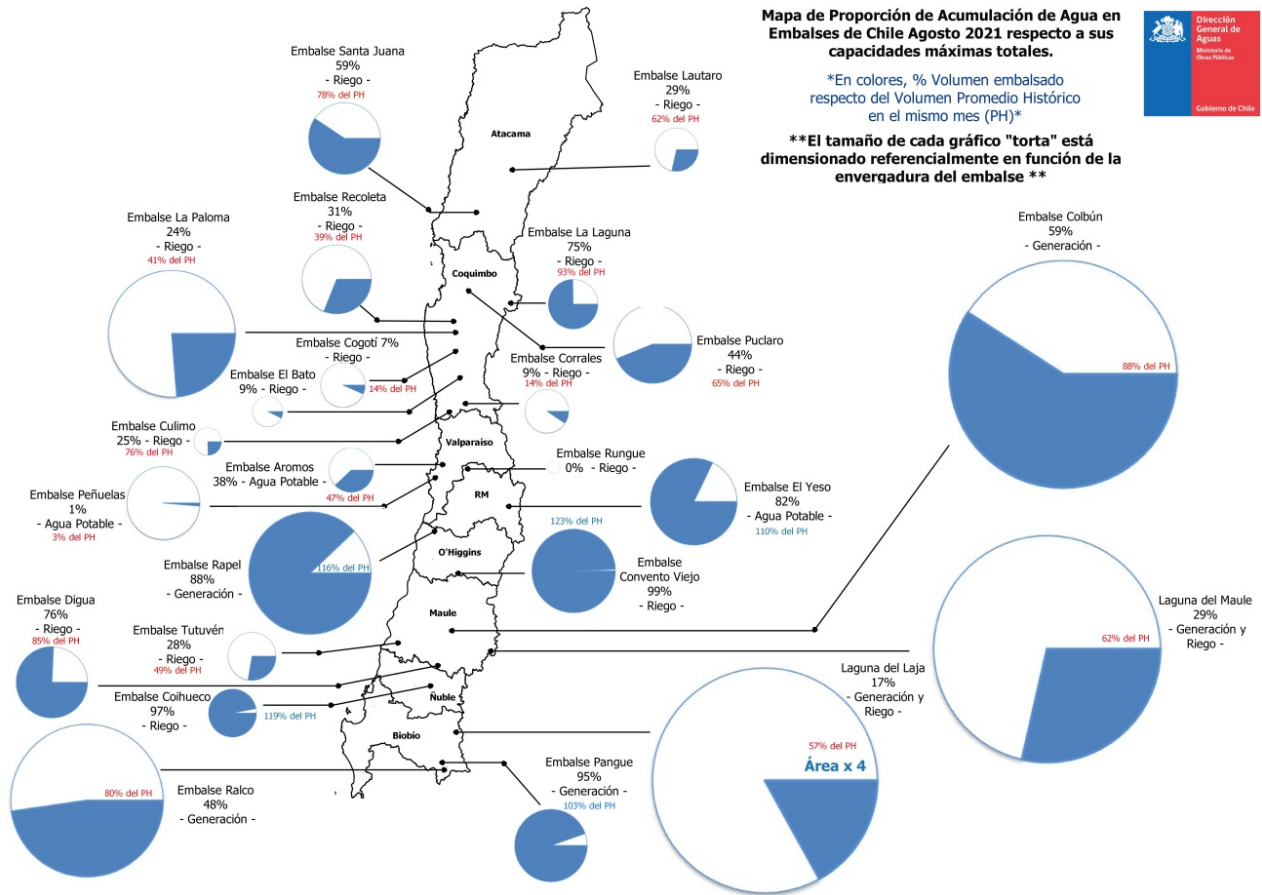 Mapa de Proporción de Acumulación de Agua en
Embalses de Chile Agosto 2021 respecto a sus
capacidades máximas totales.
*En colores, % Volumen embalsado
respecto del Volumen Promedio Histórico
en el mismo mes (PH)*
**El tamaño de cada gráfico "torta" está
dimensionado referencialmente en función de la
envergadura del embalse **
Dirección
General de
Aguas
Ministerio de
Obras Públicas
Gobierno de Chile
Embalse Santa Juana
59%
- Riego -
78% del PH
Embalse Lautaro
29%
- Riego -
62% del PH
Atacama
Embalse Recoleta
31%
- Riego -
39% del PH
Embalse La Paloma
24%
- Riego -
41% del PH
Embalse La Laguna
75%
- Riego -
93% del PH
Coquimbo
Embalse Colbún
59%
- Generación -
88% del PH
Embalse Puclaro
44%
- Riego -
65% del PH
Embalse Cogotí 7%
- Riego -
14% del PH
Embalse Corrales
9% - Riego -
14% del PH
Embalse El Bato
9% - Riego -
Embalse Culimo
25% - Riego -
76% del PH
Valparaíso
Embalse Rungue
0% - Riego -
Embalse Aromos
38% - Agua Potable -
47% del PH
Embalse Peñuelas
1%
- Agua Potable -
3% del PH
RM
Embalse El Yeso
82%
- Agua Potable -
110% del PH
Embalse Rapel
88%
- Generación -
116% del PH
O'Higgins
123% del PH
Embalse
Convento Viejo
99%
- Riego -
Embalse Digua
76%
- Riego -
85% del PH
Embalse Tutuvén
28%
- Riego -
49% del PH
Maule
Laguna del Maule
29%
- Generación y
Riego -
62% del PH
Embalse Coihueco
97%
- Riego -
119% del PH
Ñuble
Laguna del Laja
17%
- Generación y
Riego -
57% del PH
Área x 4
Biobío
Embalse Ralco
48%
- Generación -
80% del PH
Embalse Pangue
95%
- Generación -
103% del PH